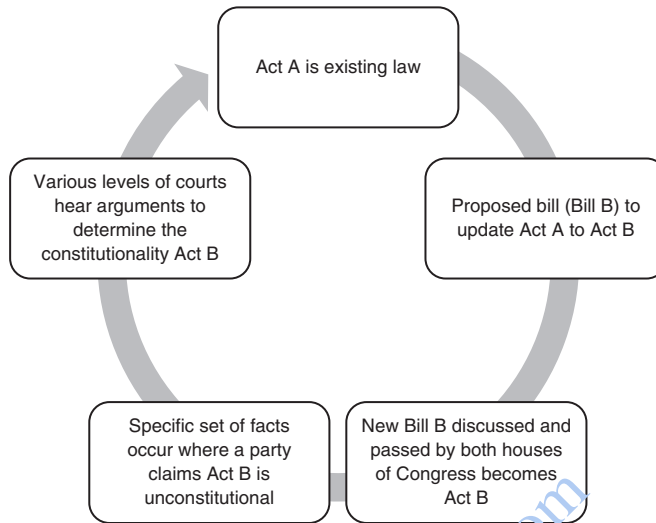 Act A is existing law
Proposed bill (Bill B) to
update Act A to Act B
New Bill B discussed and
passed by both houses
of Congress becomes
Act B
Specific set of facts
occur where a party
claims Act B is
unconstitutional
Various levels of courts
hear arguments to
determine the
constitutionality Act B
om